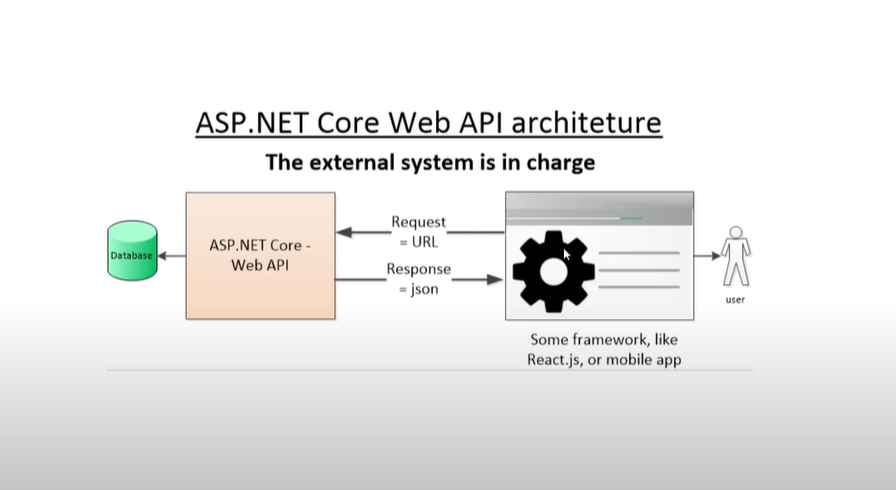 ASP.NET Core Web API architeture
The external system is in charge
Database
ASP.NET Core -
Web API
Request
= URL
Response
= json
user
Some framework, like
React.js, or mobile app